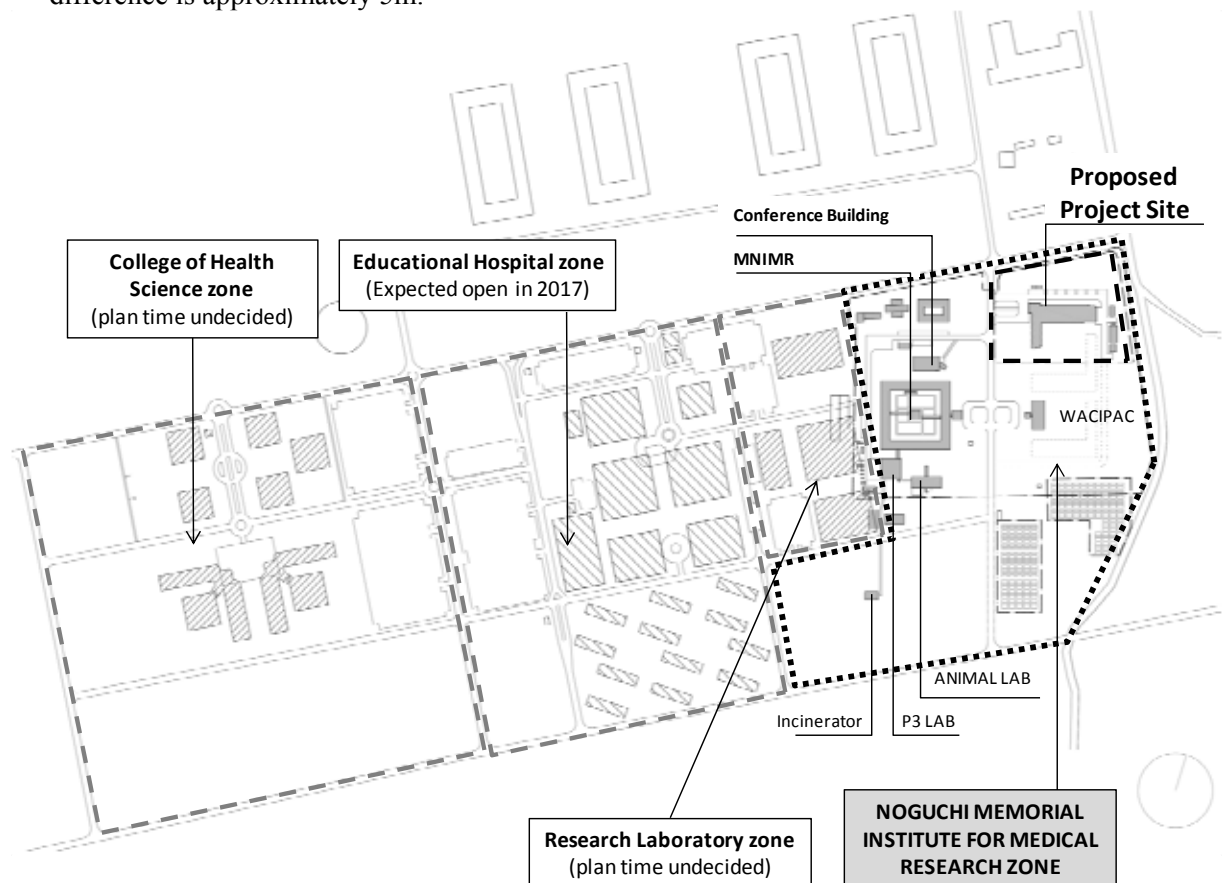 difference is approximately 5m.
Proposed
Project Site
Conference Building
MNIMR
College of Health
Science zone
(plan time undecided)
Educational Hospital zone
(Expected open in 2017)
WACIPAC
ANIMAL LAB
Incinerator
P3 LAB
Research Laboratory zone
(plan time undecided)
NOGUCHI MEMORIAL
INSTITUTE FOR MEDICAL
RESEARCH ZONE